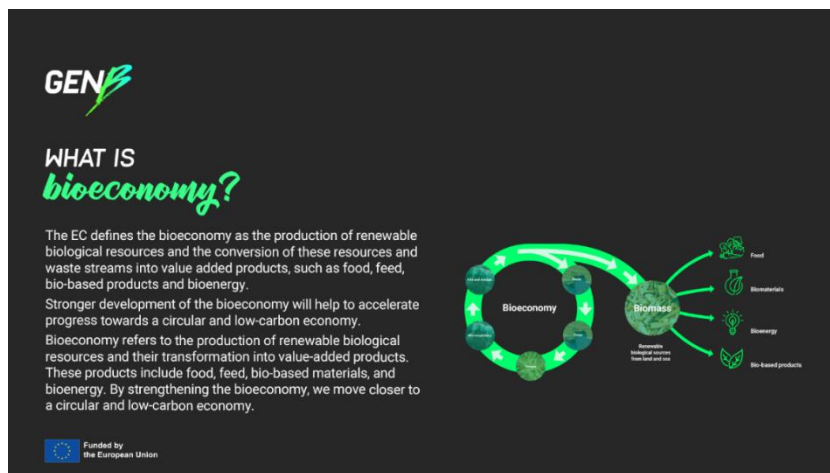 GENB
WHAT IS
bioeconomy?
The EC defines the bioeconomy as the production of renewable
biological resources and the conversion of these resources and
waste streams into value added products, such as food, feed,
bio-based products and bioenergy.
Stronger development of the bioeconomy will help to accelerate
progress towards a circular and low-carbon economy.
Bioeconomy refers to the production of renewable biological
resources and their transformation into value-added products.
These products include food, feed, bio-based materials, and
bioenergy. By strengthening the bioeconomy, we move closer to
a circular and low-carbon economy.
Funded by
the European Union
Bioeconomy
Biomass
Renewable
biological sources
from land and sea
Food
Biomaterials
Bioenergy
Bio-based products